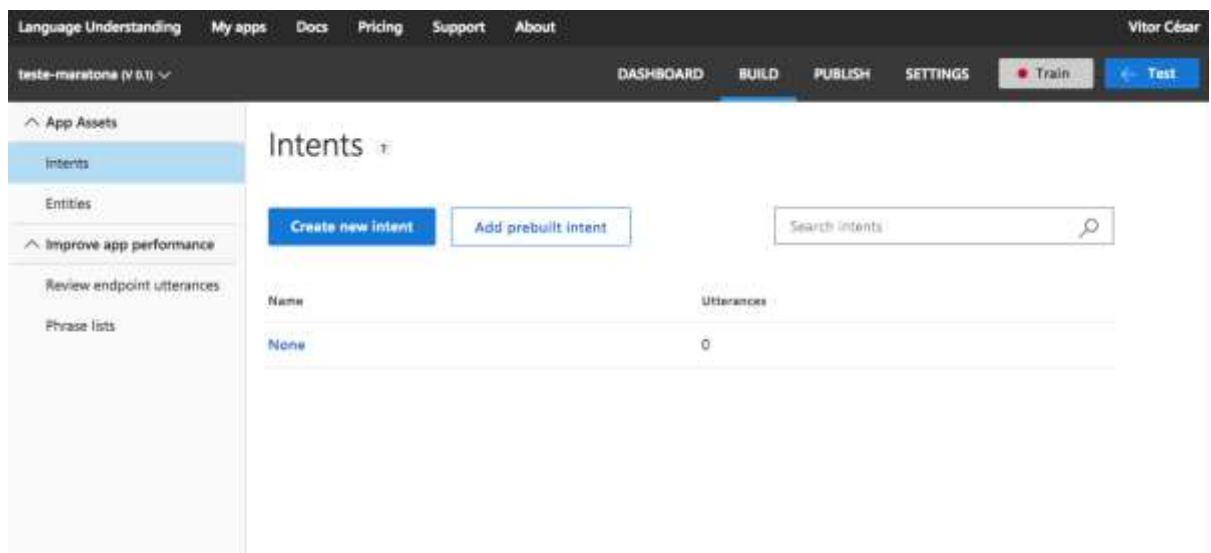 Language Understanding My apps Docs Pricing Support About Vitor César
teste-maratona (V 0.1) DASHBOARD BUILD PUBLISH SETTINGS Train Test
App Assets
Intents
Entities
Improve app performance
Review endpoint utterances
Phrase lists
Intents ?
Create new intent Add prebuilt intent Search intents
Name Utterances
None 0